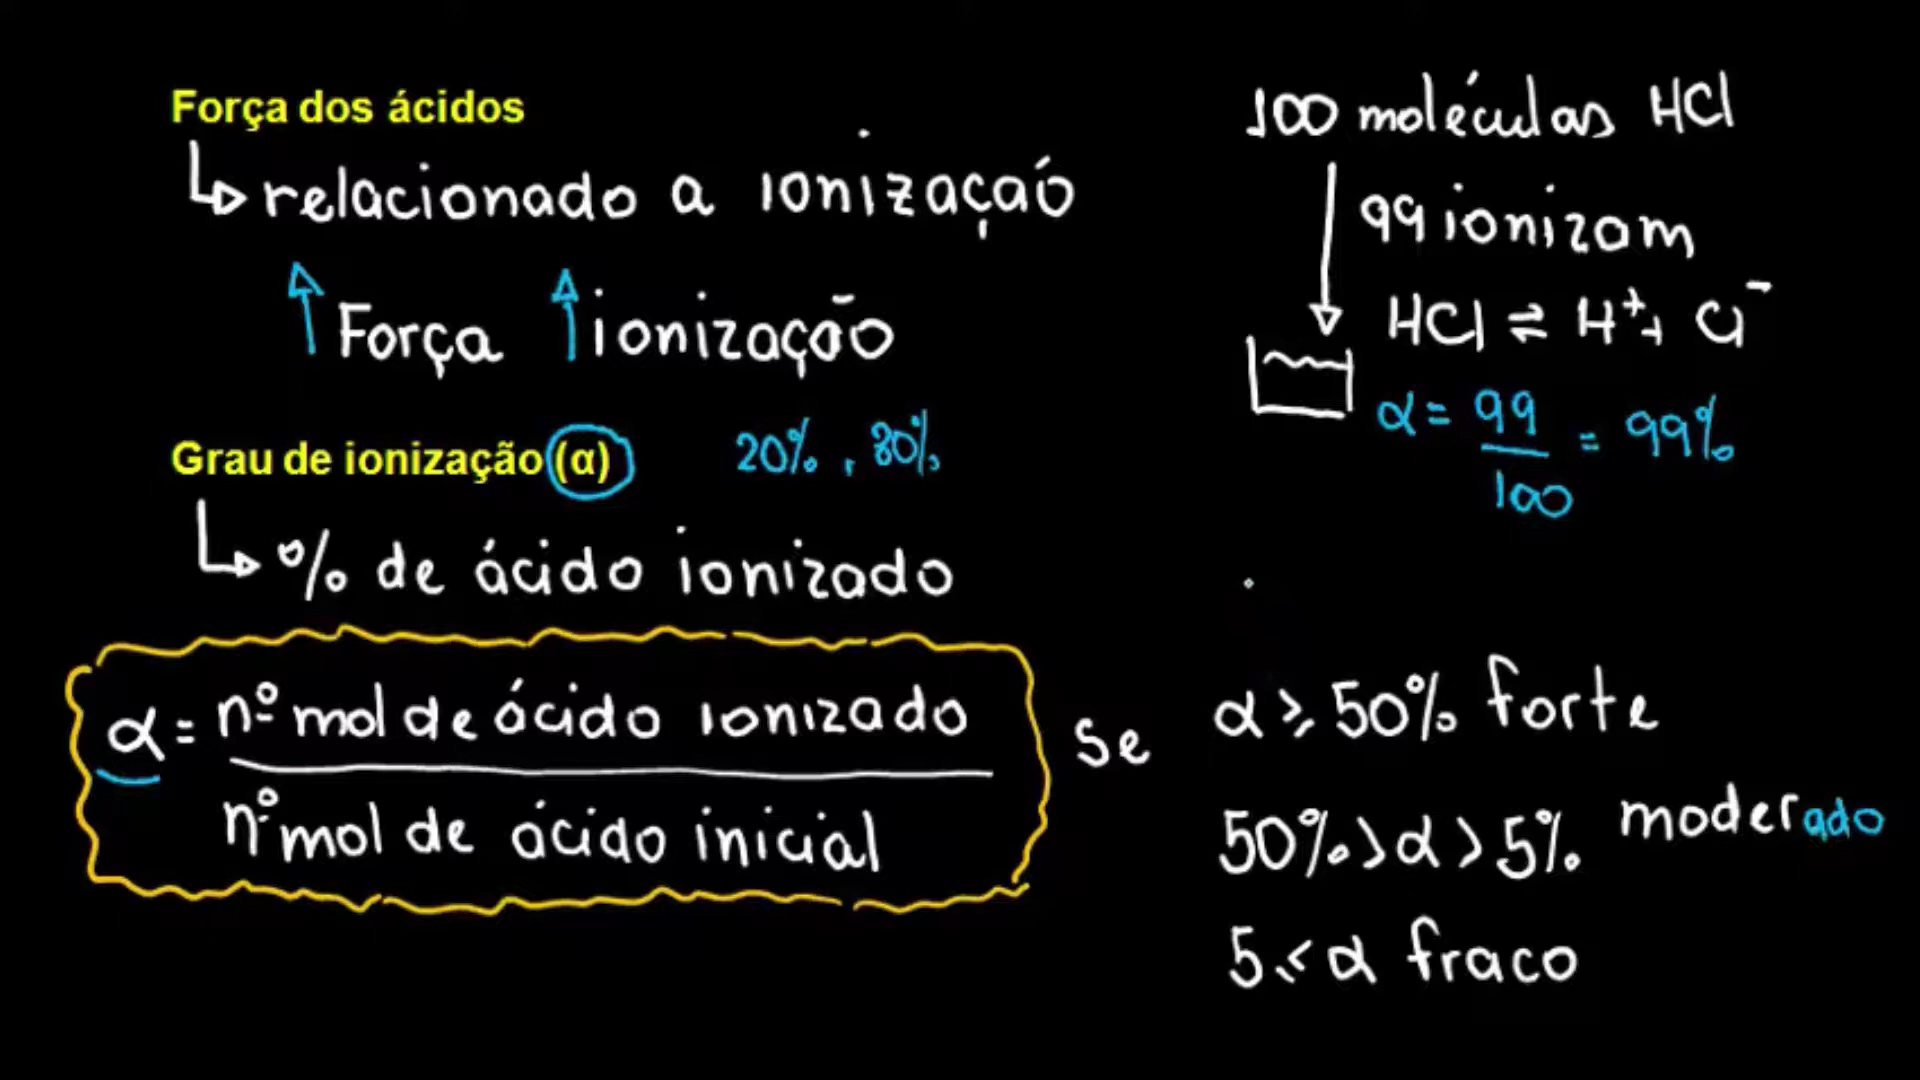 Força dos ácidos
↳ relacionado a ionização
↑ Força ↑ ionização
Grau de ionização (α) 20%, 80%
↳ % de ácido ionizado
α = nº mol de ácido ionizado
nº mol de ácido inicial
100 moléculas HCl
99 ionizam
HCl ⇌ H⁺ + Cl⁻
α = 99 = 99%
100
Se α ≥ 50% forte
50% > α > 5% moderado
5 ≤ α fraco